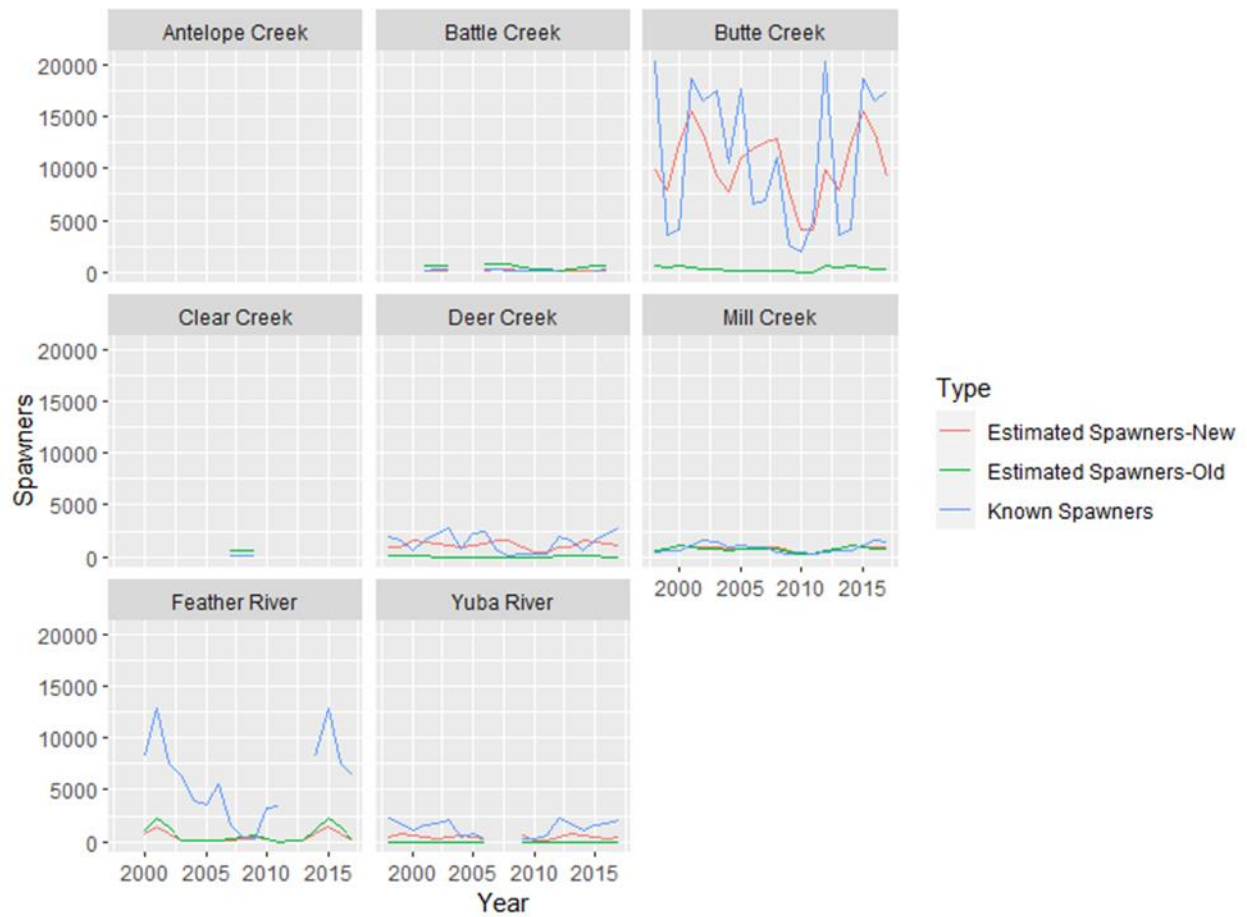 Antelope Creek
Battle Creek
Butte Creek
20000
15000
10000
5000
0
Clear Creek
Deer Creek
Mill Creek
20000
15000
10000
5000
0
2000 2005 2010 2015
Feather River
Yuba River
20000
15000
10000
5000
0
2000 2005 2010 2015
2000 2005 2010 2015
Spawners
Year
Type
Estimated Spawners-New
Estimated Spawners-Old
Known Spawners